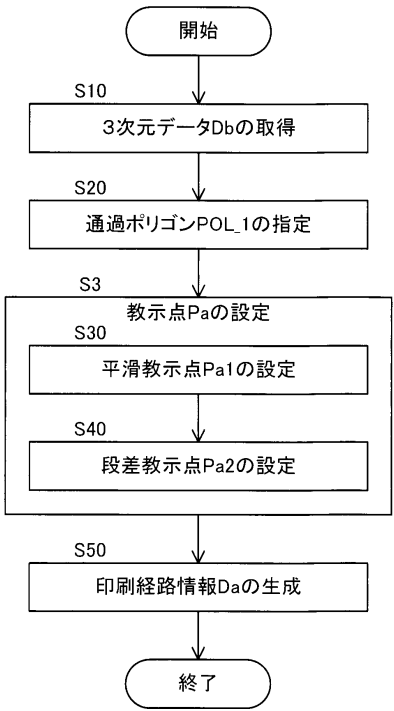 開始
S10
3次元データDbの取得
S20
通過ポリゴンPOL_1の指定
S3
教示点Paの設定
S30
平滑教示点Pa1の設定
S40
段差教示点Pa2の設定
S50
印刷経路情報Daの生成
終了